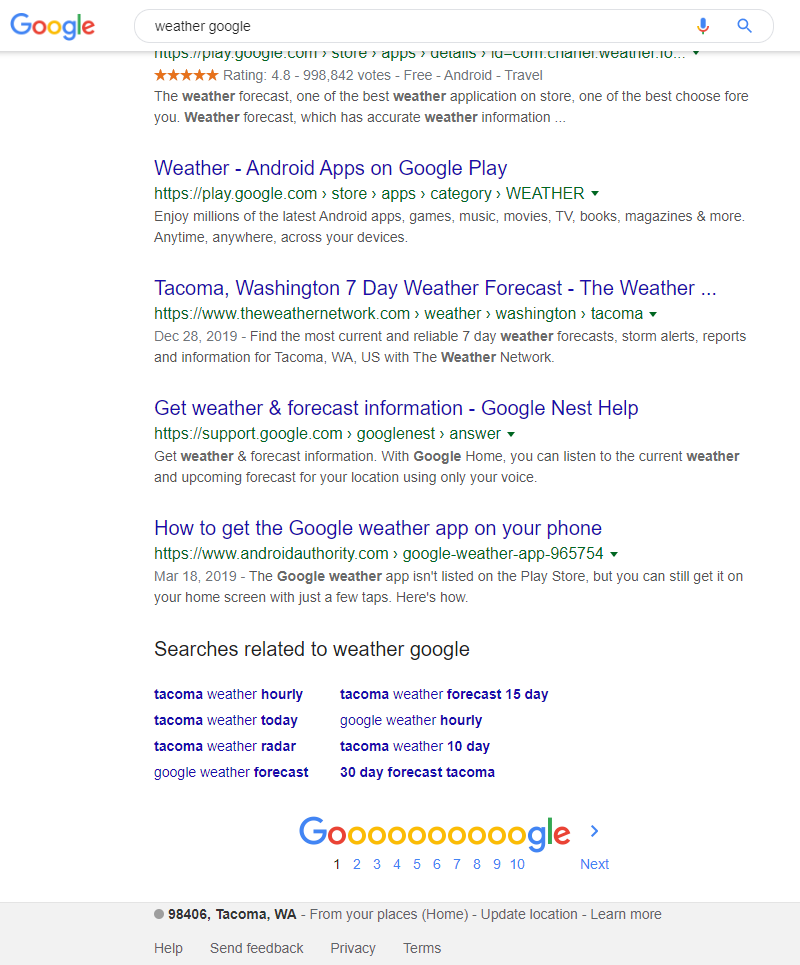 Google
weather google
https://play.google.com › store › apps › details › id=com.chanel.weather.fo...
Rating: 4.8 - 998,842 votes - Free - Android - Travel
The weather forecast, one of the best weather application on store, one of the best choose fore
you. Weather forecast, which has accurate weather information ...
Weather - Android Apps on Google Play
https://play.google.com › store › apps › category › WEATHER
Enjoy millions of the latest Android apps, games, music, movies, TV, books, magazines & more.
Anytime, anywhere, across your devices.
Tacoma, Washington 7 Day Weather Forecast - The Weather ...
https://www.theweathernetwork.com › weather › washington › tacoma
Dec 28, 2019 - Find the most current and reliable 7 day weather forecasts, storm alerts, reports
and information for Tacoma, WA, US with The Weather Network.
Get weather & forecast information - Google Nest Help
https://support.google.com › googlenest › answer
Get weather & forecast information. With Google Home, you can listen to the current weather
and upcoming forecast for your location using only your voice.
How to get the Google weather app on your phone
https://www.androidauthority.com › google-weather-app-965754
Mar 18, 2019 - The Google weather app isn't listed on the Play Store, but you can still get it on
your home screen with just a few taps. Here's how.
Searches related to weather google
tacoma weather hourly tacoma weather forecast 15 day
tacoma weather today google weather hourly
tacoma weather radar tacoma weather 10 day
google weather forecast 30 day forecast tacoma
Goooooooooogle >
1 2 3 4 5 6 7 8 9 10 Next
98406, Tacoma, WA - From your places (Home) - Update location - Learn more
Help Send feedback Privacy Terms